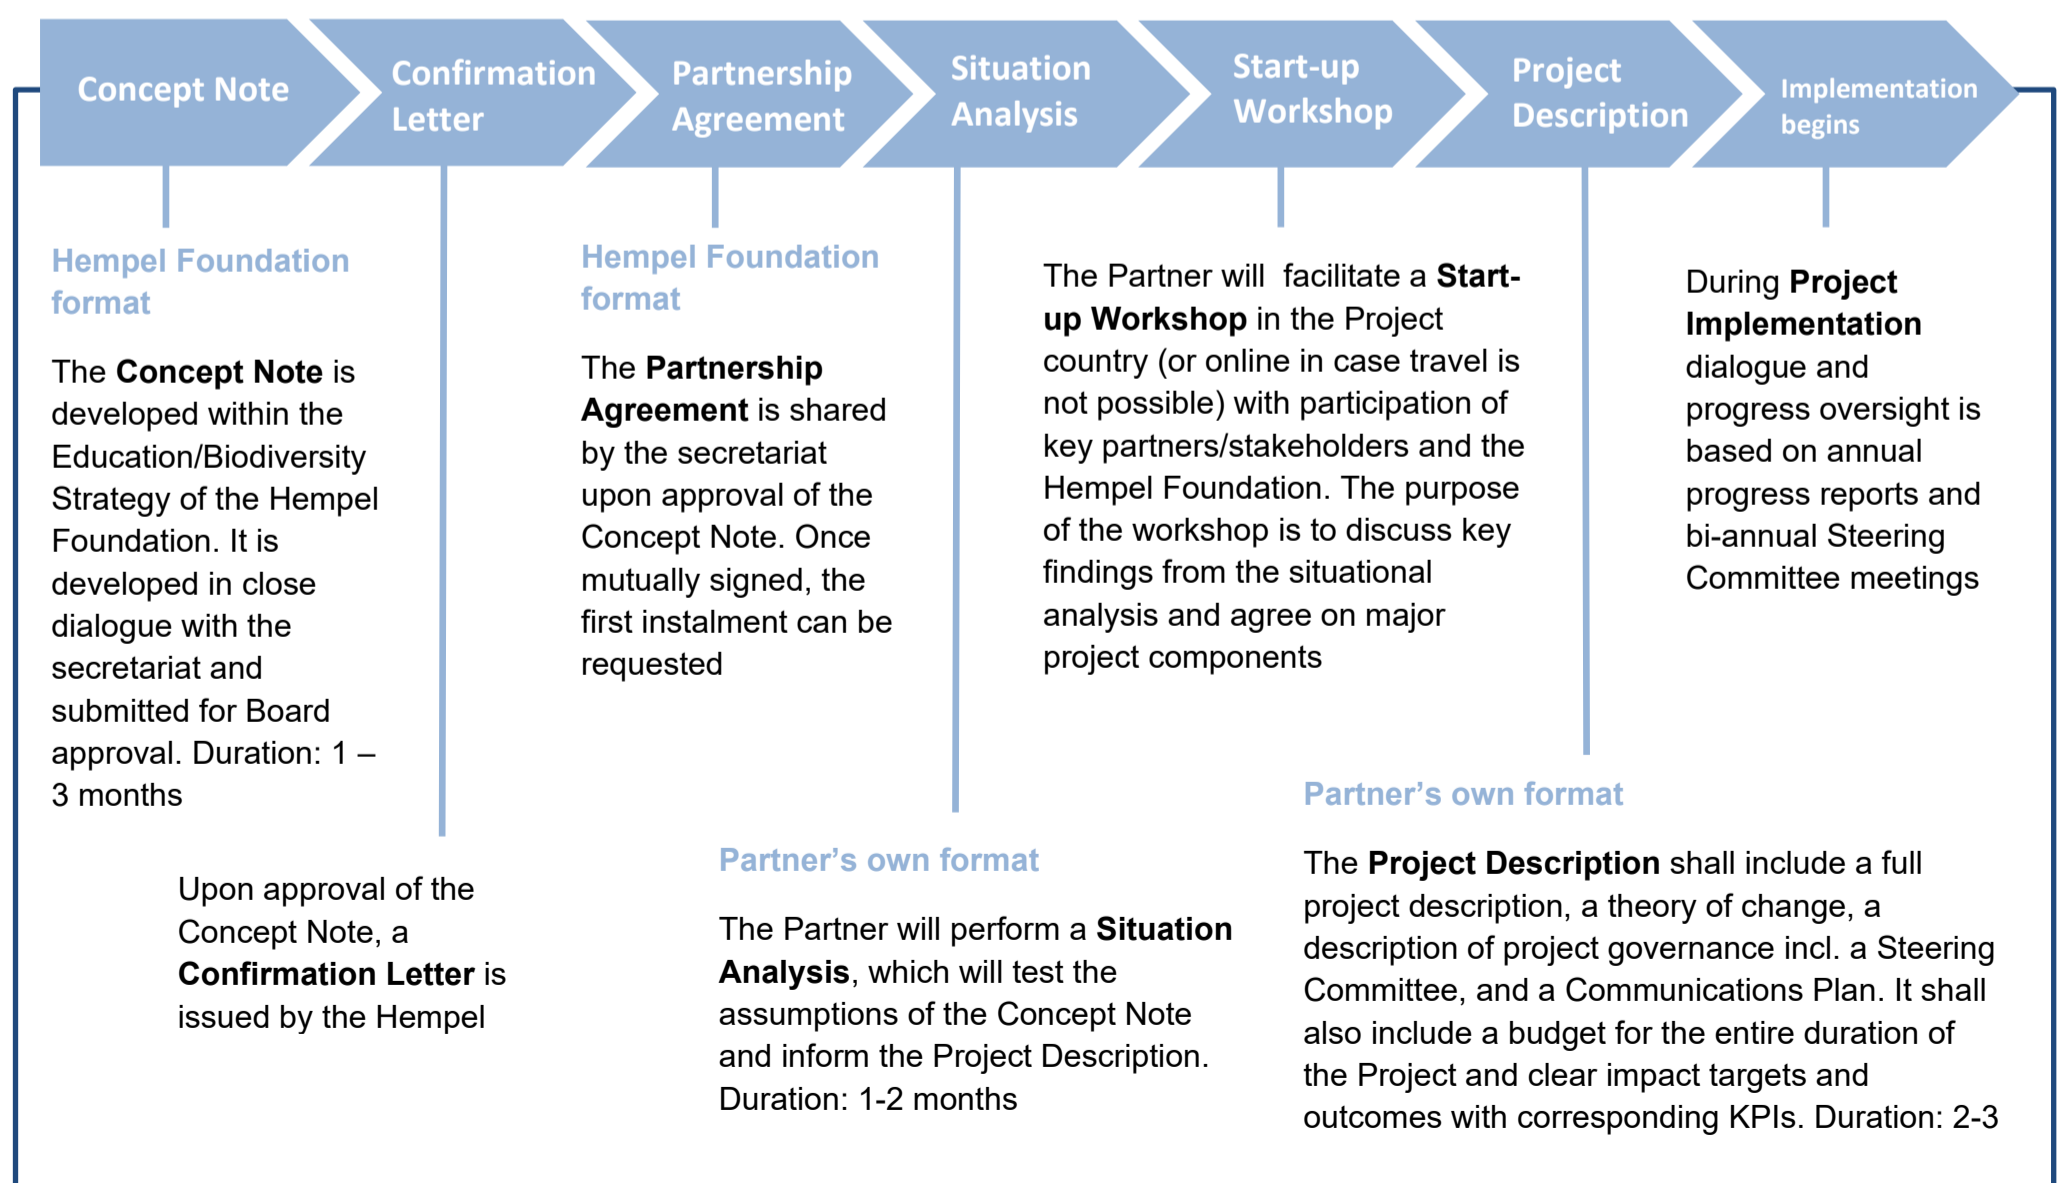 Concept Note
Confirmation
Letter
Partnership
Agreement
Situation
Analysis
Start-up
Workshop
Project
Description
Implementation
begins
Hempel Foundation
format
The Concept Note is
developed within the
Education/Biodiversity
Strategy of the Hempel
Foundation. It is
developed in close
dialogue with the
secretariat and
submitted for Board
approval. Duration: 1 –
3 months
Upon approval of the
Concept Note, a
Confirmation Letter is
issued by the Hempel
Hempel Foundation
format
The Partnership
Agreement is shared
by the secretariat
upon approval of the
Concept Note. Once
mutually signed, the
first instalment can be
requested
Partner’s own format
The Partner will perform a Situation
Analysis, which will test the
assumptions of the Concept Note
and inform the Project Description.
Duration: 1-2 months
The Partner will  facilitate a Start-
up Workshop in the Project
country (or online in case travel is
not possible) with participation of
key partners/stakeholders and the
Hempel Foundation. The purpose
of the workshop is to discuss key
findings from the situational
analysis and agree on major
project components
Partner’s own format
The Project Description shall include a full
project description, a theory of change, a
description of project governance incl. a Steering
Committee, and a Communications Plan. It shall
also include a budget for the entire duration of
the Project and clear impact targets and
outcomes with corresponding KPIs. Duration: 2-3
During Project
Implementation
dialogue and
progress oversight is
based on annual
progress reports and
bi-annual Steering
Committee meetings